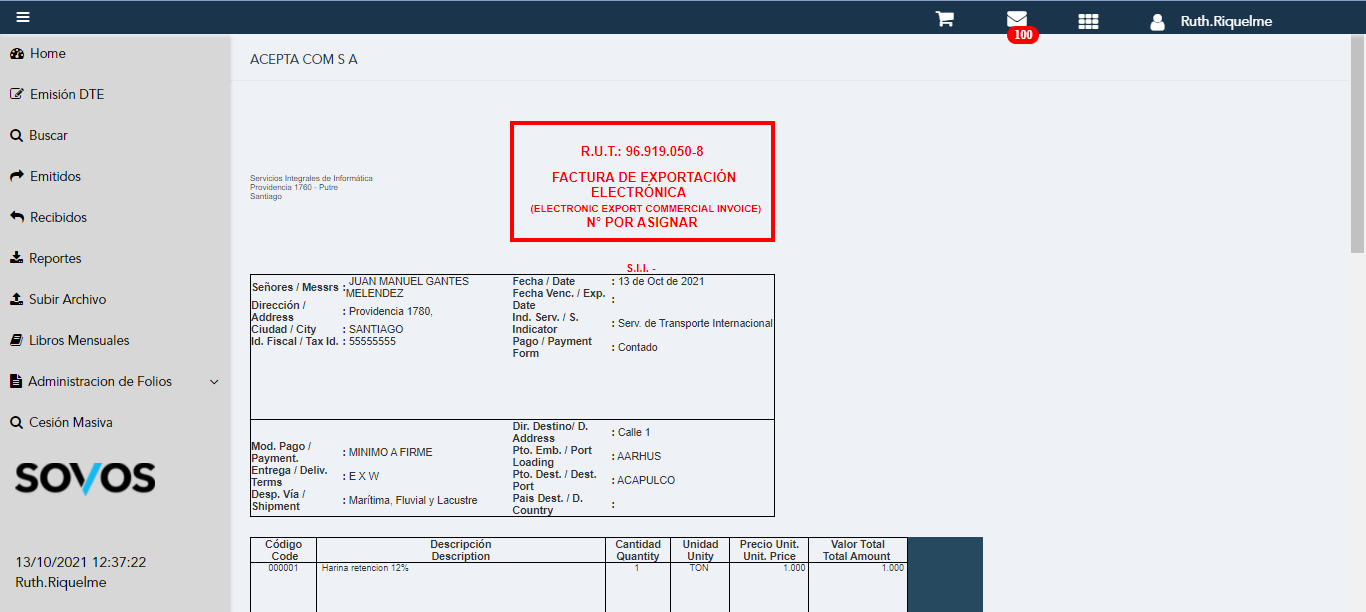 100
Ruth.Riquelme
Home
Emisión DTE
Buscar
Emitidos
Recibidos
Reportes
Subir Archivo
Libros Mensuales
Administracion de Folios
Cesión Masiva
SOVOS
13/10/2021 12:37:22
Ruth.Riquelme
ACEPTA COM S A
Servicios Integrales de Informática
Providencia 1760 - Putre
Santiago
R.U.T.: 96.919.050-8
FACTURA DE EXPORTACIÓN
ELECTRÓNICA
(ELECTRONIC EXPORT COMMERCIAL INVOICE)
N° POR ASIGNAR
S.I.I. -
Señores / Messrs : JUAN MANUEL GANTES
MELENDEZ
Dirección /
Address : Providencia 1780,
Ciudad / City : SANTIAGO
Id. Fiscal / Tax Id. : 55555555
Fecha / Date : 13 de Oct de 2021
Fecha Venc. / Exp.
Date :
Ind. Serv. / S.
Indicator : Serv. de Transporte Internacional
Pago / Payment
Form : Contado
Mod. Pago /
Payment. : MINIMO A FIRME
Entrega / Deliv.
Terms : E X W
Desp. Vía /
Shipment : Marítima, Fluvial y Lacustre
Dir. Destino/ D.
Address : Calle 1
Pto. Emb. / Port
Loading : AARHUS
Pto. Dest. / Dest.
Port : ACAPULCO
Pais Dest. / D.
Country :
Código Descripción Cantidad Unidad Precio Unit. Valor Total
Code Description Quantity Unity Unit. Price Total Amount
000001 Harina retencion 12% 1 TON 1.000 1.000